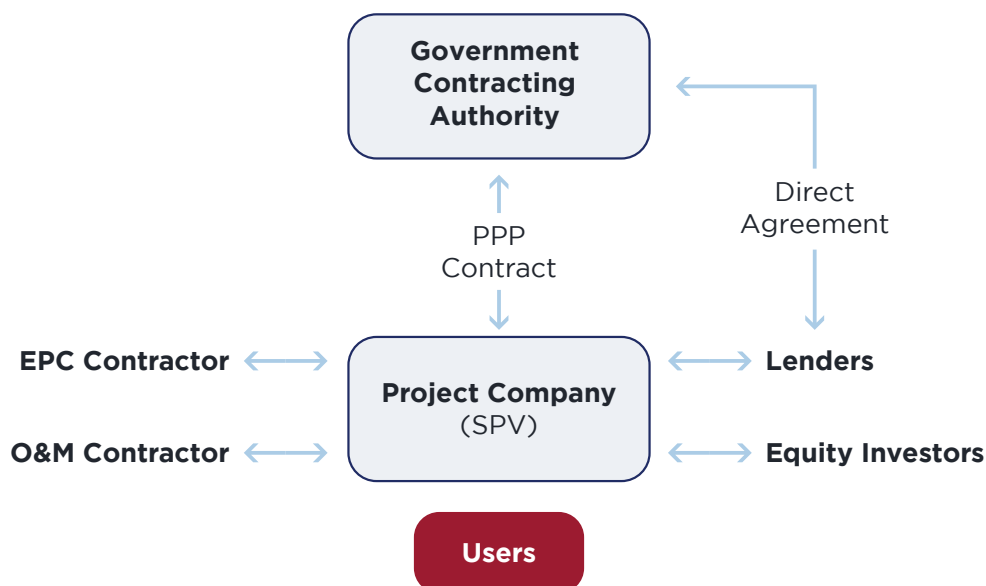 Government
Contracting
Authority
Direct
Agreement
PPP
Contract
EPC Contractor
Project Company
(SPV)
Lenders
O&M Contractor
Equity Investors
Users